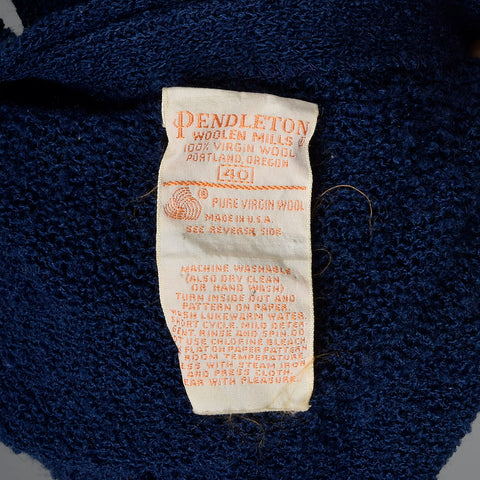 PENDLETON
WOOLEN MILLS ®
100% VIRGIN WOOL
PORTLAND, OREGON
40
® PURE VIRGIN WOOL
MADE IN U.S.A.
SEE REVERSE SIDE
MACHINE WASHABLE
(ALSO DRY CLEAN
OR HAND WASH)
TURN INSIDE OUT AND
PATTERN ON PAPER.
LUKEWARM WATER,
SHORT CYCLE. MILD DETER-
GENT. RINSE AND SPIN. DO
USE CHLORINE BLEACH.
FLAT ON PAPER PATTERN
ROOM TEMPERATURE.
WITH STEAM IRON
AND PRESS CLOTH.
WITH PLEASURE.